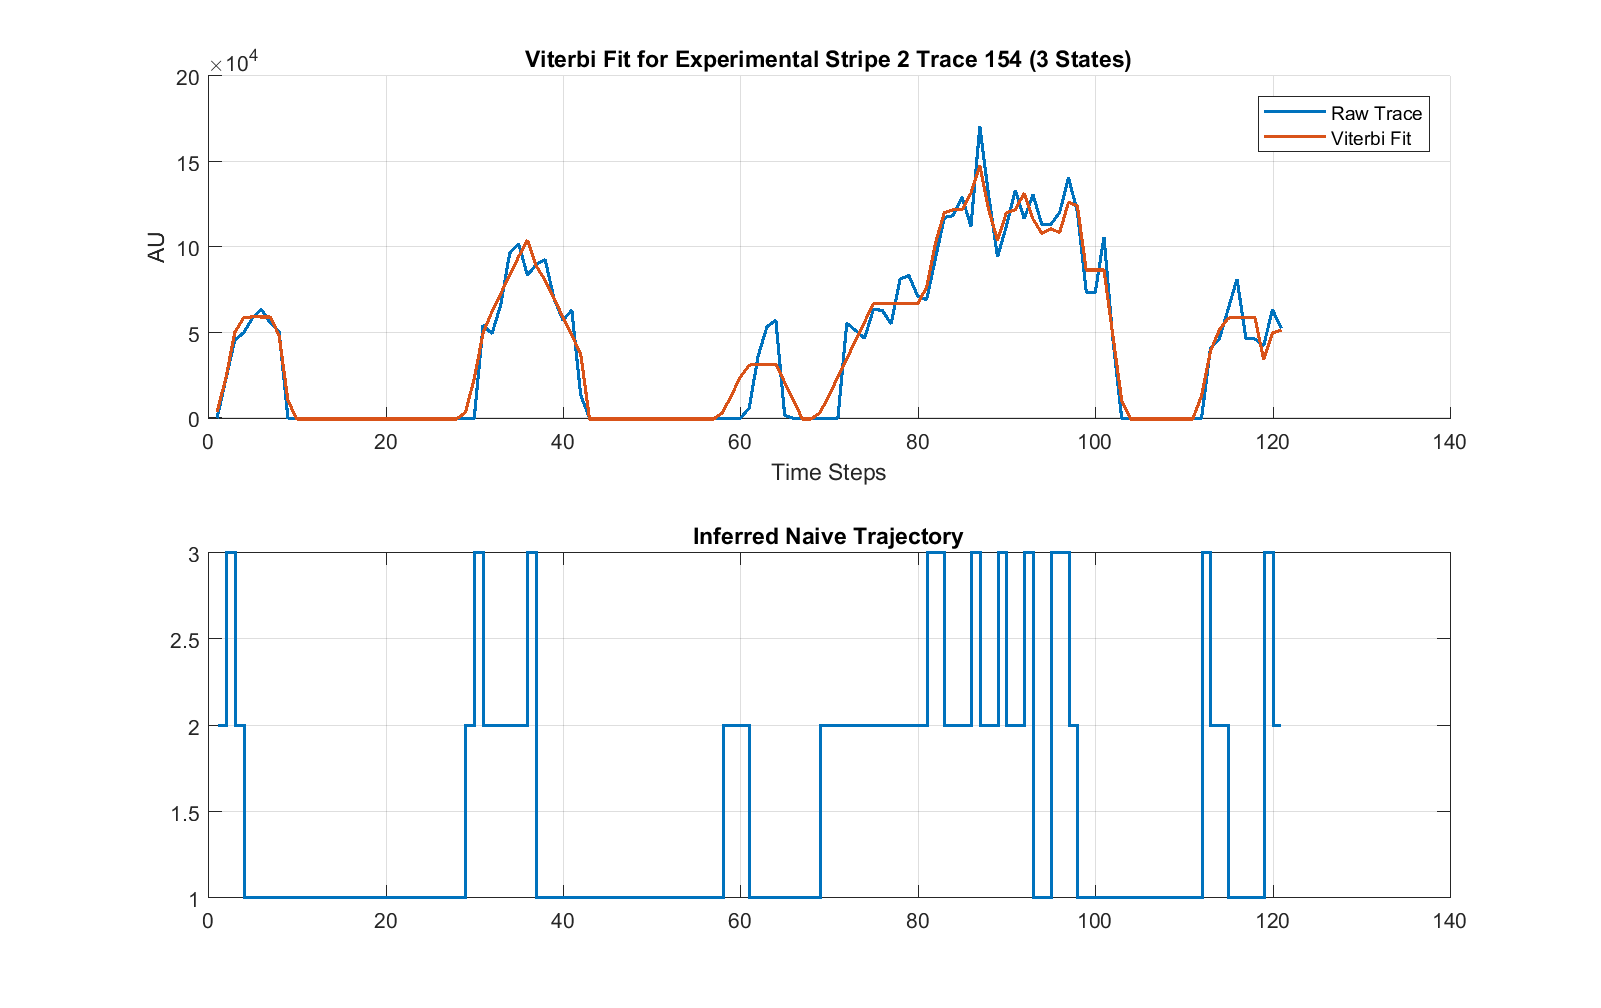 Viterbi Fit for Experimental Stripe 2 Trace 154 (3 States)
×10^4
20
15
10
5
0
AU
Raw Trace
Viterbi Fit
0 20 40 60 80 100 120 140
Time Steps
Inferred Naive Trajectory
3
2.5
2
1.5
1
0 20 40 60 80 100 120 140